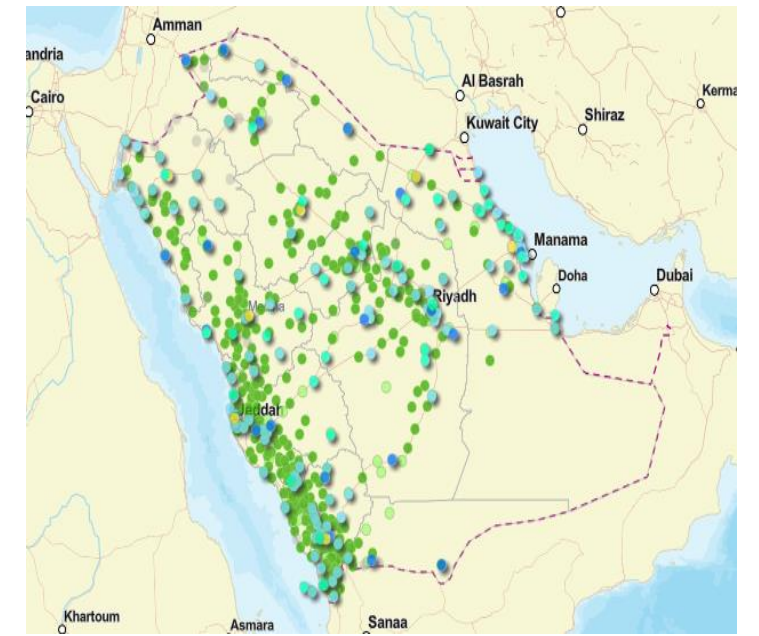 Amman
andria
Al Basrah
Kerma
Cairo
Shiraz
Kuwait City
Manama
Doha
Dubai
Riyadh
Jeddah
Khartoum
Asmara
Sanaa